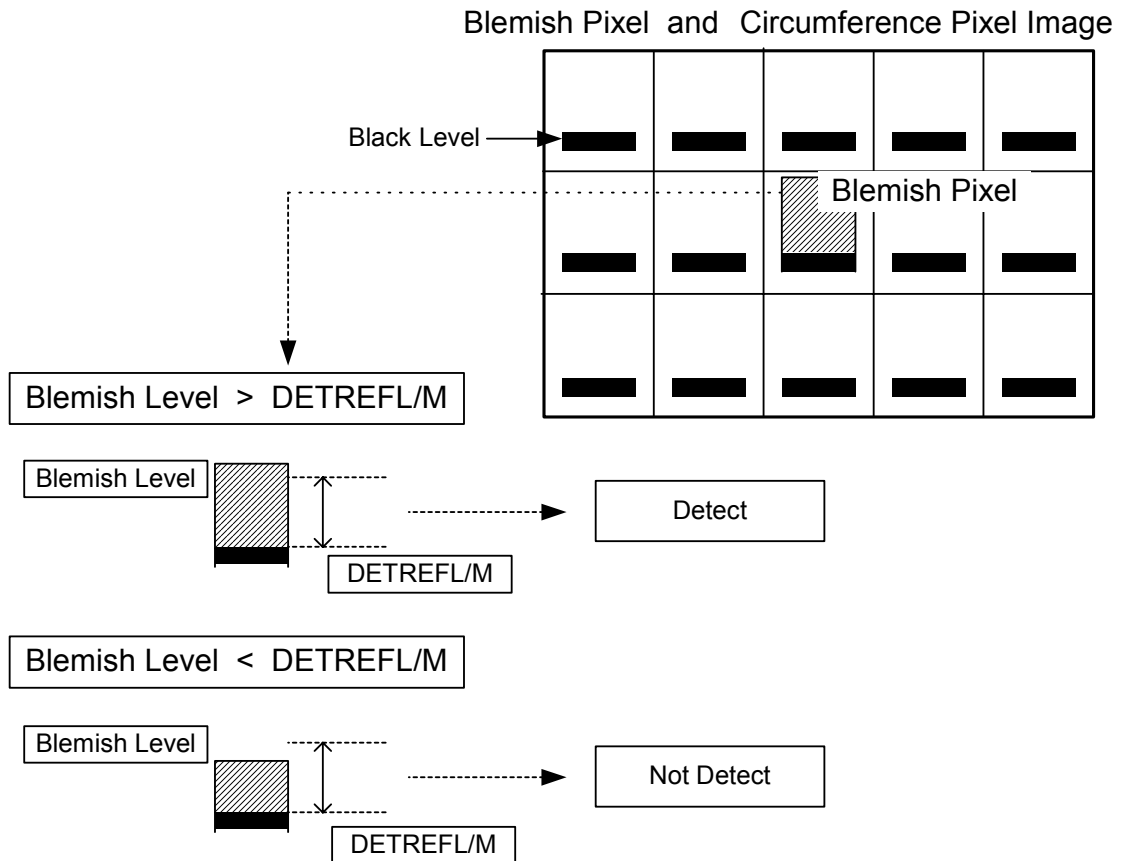 Blemish Pixel and Circumference Pixel Image
Black Level
Blemish Pixel
Blemish Level > DETREFL/M
Blemish Level
Detect
DETREFL/M
Blemish Level < DETREFL/M
Blemish Level
Not Detect
DETREFL/M